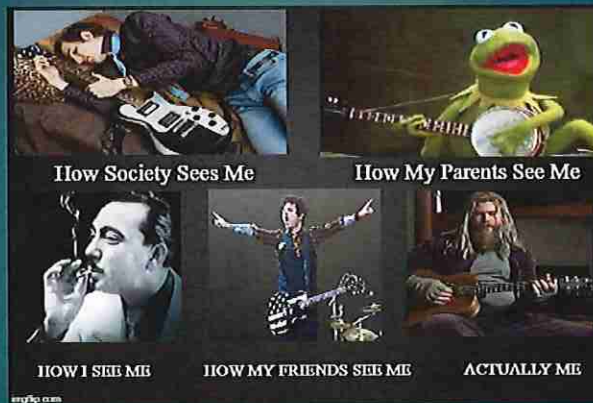 How Society Sees Me
How My Parents See Me
HOW I SEE ME
HOW MY FRIENDS SEE ME
ACTUALLY ME
imgflip.com